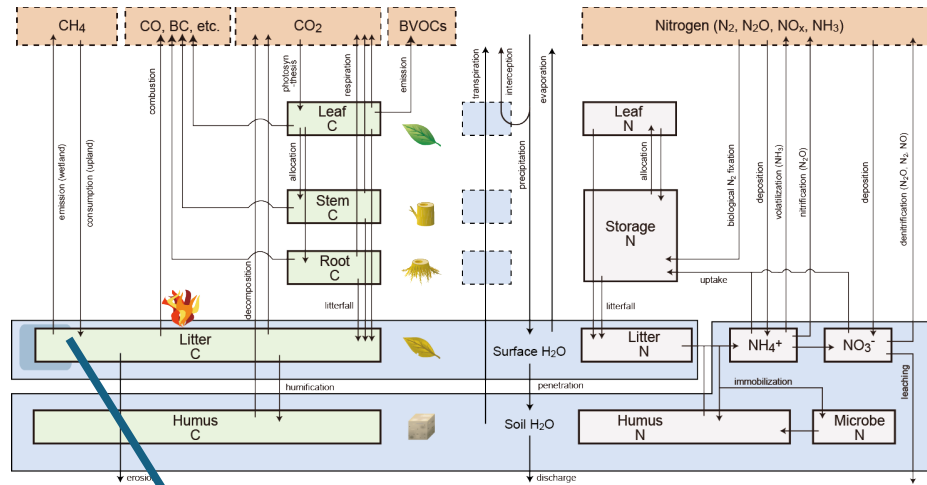 CH4
CO, BC, etc.
CO2
BVOCs
Nitrogen (N2, N2O, NOx, NH3)
emission (wetland)
consumption (upland)
combustion
photosyn
-thesis
respiration
emission
transpiration
interception
evaporation
precipitation
Leaf
C
allocation
Stem
C
Root
C
decomposition
litterfall
Leaf
N
allocation
Storage
N
litterfall
biological N2 fixation
deposition
volatilization (NH3)
nitrification (N2O)
deposition
denitrification (N2O, N2, NO)
uptake
Litter
C
Surface H2O
Litter
N
NH4+
NO3-
leaching
humification
penetration
immobilization
Humus
C
Soil H2O
Humus
N
Microbe
N
erosio
discharge